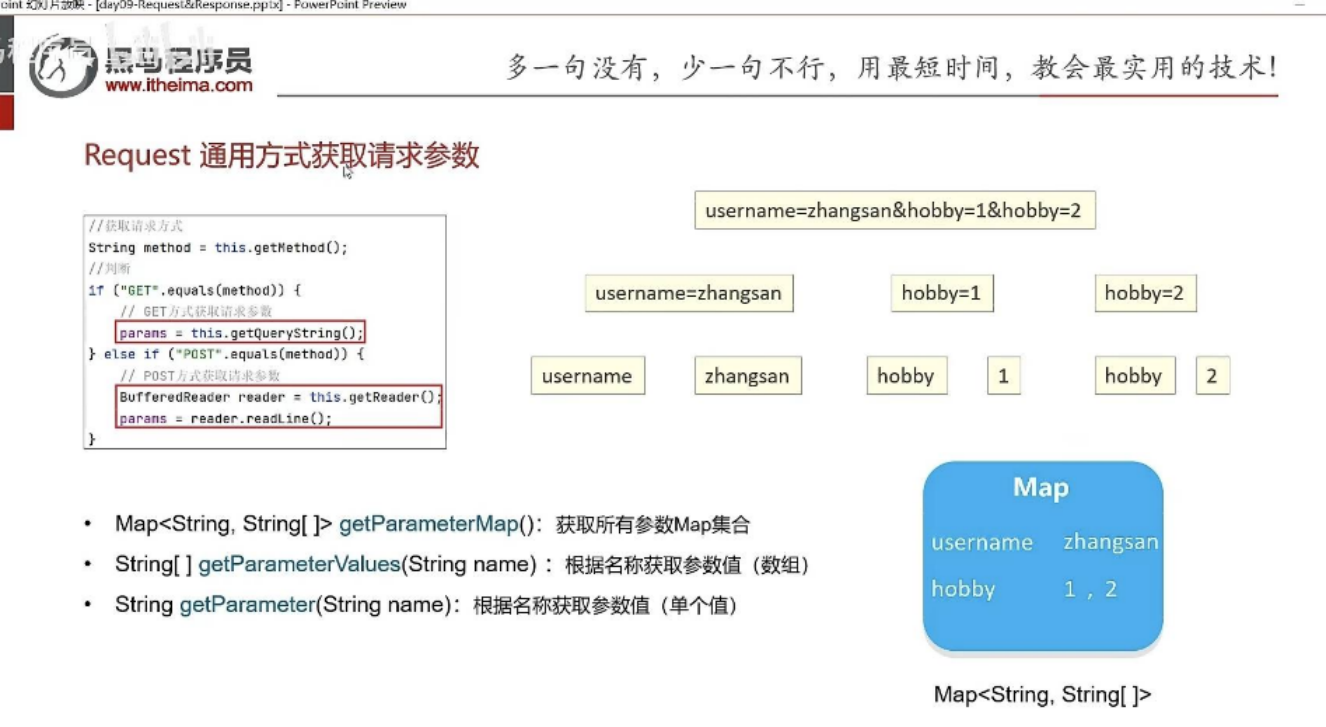 幻灯片放映 - [day09-Request&Response.pptx] - PowerPoint Preview
黑马程序员
www.itheima.com
多一句没有，少一句不行，用最短时间，教会最实用的技术！
Request 通用方式获取请求参数
//获取请求方式
String method = this.getMethod();
//判断
if ("GET".equals(method)) {
// GET方式获取请求参数
params = this.getQueryString();
} else if ("POST".equals(method)) {
// POST方式获取请求参数
BufferedReader reader = this.getReader();
params = reader.readLine();
}
username=zhangsan&hobby=1&hobby=2
username=zhangsan hobby=1 hobby=2
username zhangsan hobby 1 hobby 2
• Map<String, String[ ]> getParameterMap()：获取所有参数Map集合
• String[ ] getParameterValues(String name) ：根据名称获取参数值（数组）
• String getParameter(String name)：根据名称获取参数值（单个值）
Map
username zhangsan
hobby 1 , 2
Map<String, String[ ]>